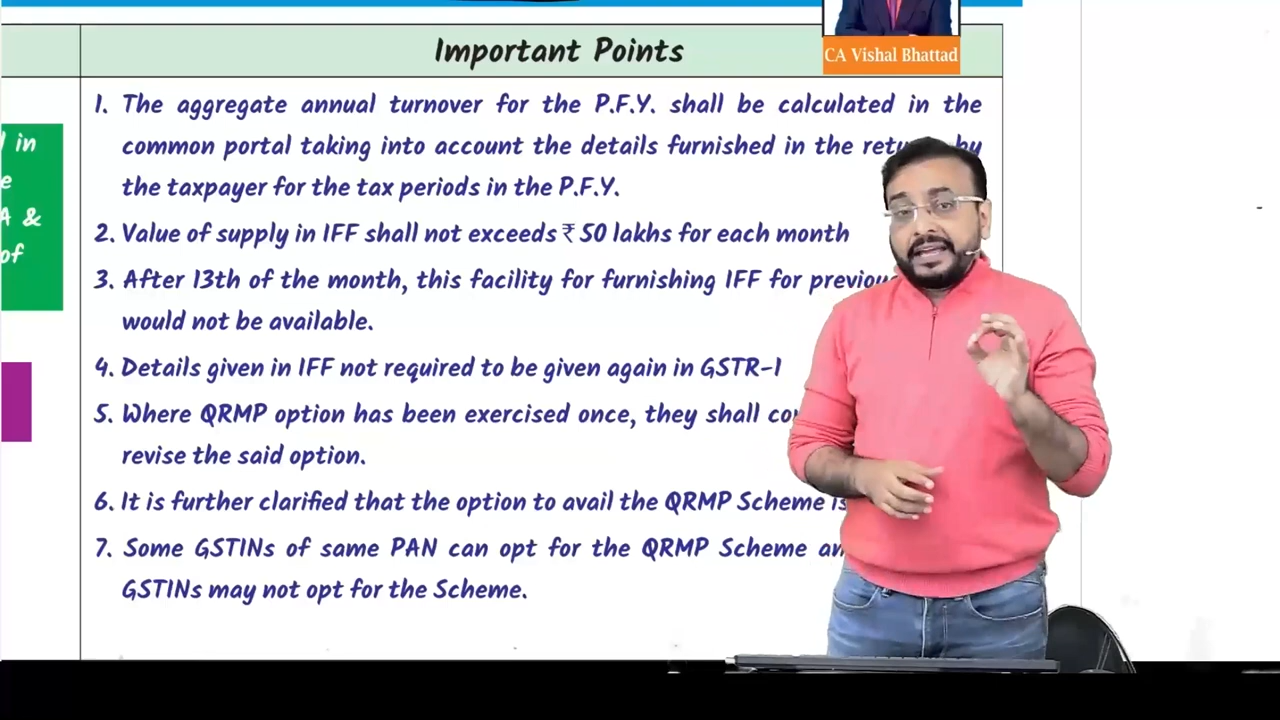 Important Points
CA Vishal Bhattad
1. The aggregate annual turnover for the P.F.Y. shall be calculated in the
common portal taking into account the details furnished in the by
the taxpayer for the tax periods in the P.F.Y.
2. Value of supply in IFF shall not exceeds ₹ 50 lakhs for each month
3. After 13th of the month, this facility for furnishing IFF for
would not be available.
4. Details given in IFF not required to be given again in GSTR-1
5. Where QRMP option has been exercised once, they shall
revise the said option.
6. It is further clarified that the option to avail the QRMP Scheme is
7. Some GSTINs of same PAN can opt for the QRMP Scheme
GSTINs may not opt for the Scheme.
in
A &
of